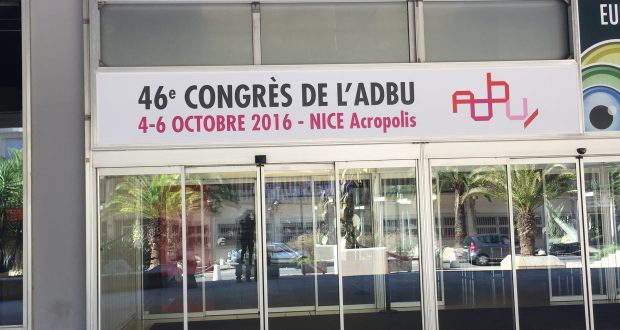 46e CONGRÈS DE L'ADBU
4-6 OCTOBRE 2016 - NICE Acropolis
Adbu
EU